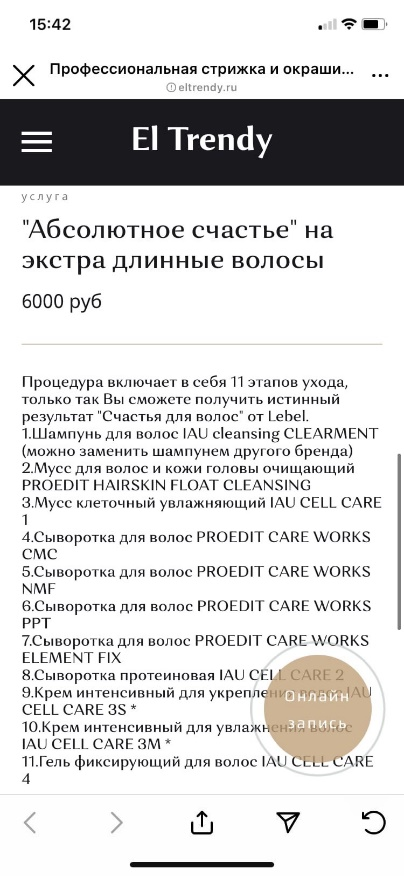 15:42
Профессиональная стрижка и окраши...
eltrendy.ru
El Trendy
услуга
"Абсолютное счастье" на
экстра длинные волосы
6000 руб
Процедура включает в себя 11 этапов ухода,
только так Вы сможете получить истинный
результат "Счастья для волос" от Lebel.
1.Шампунь для волос IAU cleansing CLEARMENT
(можно заменить шампунем другого бренда)
2.Мусс для волос и кожи головы очищающий
PROEDIT HAIRSKIN FLOAT CLEANSING
3.Мусс клеточный увлажняющий IAU CELL CARE
1
4.Сыворотка для волос PROEDIT CARE WORKS
CMC
5.Сыворотка для волос PROEDIT CARE WORKS
NMF
6.Сыворотка для волос PROEDIT CARE WORKS
PPT
7.Сыворотка для волос PROEDIT CARE WORKS
ELEMENT FIX
8.Сыворотка протеиновая IAU CELL CARE 2
9.Крем интенсивный для укрепления волос IAU
CELL CARE 3S *
10.Крем интенсивный для увлажнения волос
IAU CELL CARE 3M *
11.Гель фиксирующий для волос IAU CELL CARE
4
Онлайн
запись